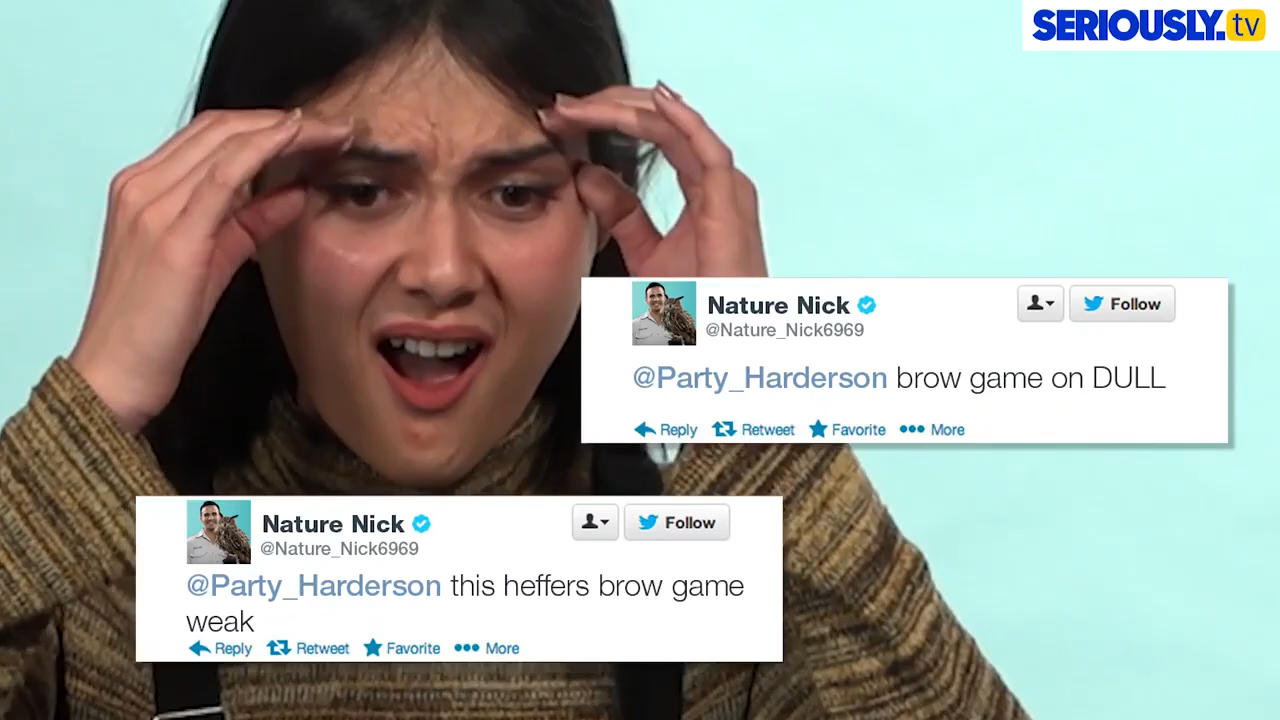 SERIOUSLY.tv
Nature Nick
Follow
@Nature_Nick6969
@Party_Harderson brow game on DULL
Reply Retweet Favorite More
Nature Nick
Follow
@Nature_Nick6969
@Party_Harderson this heffers brow game
weak
Reply Retweet Favorite More